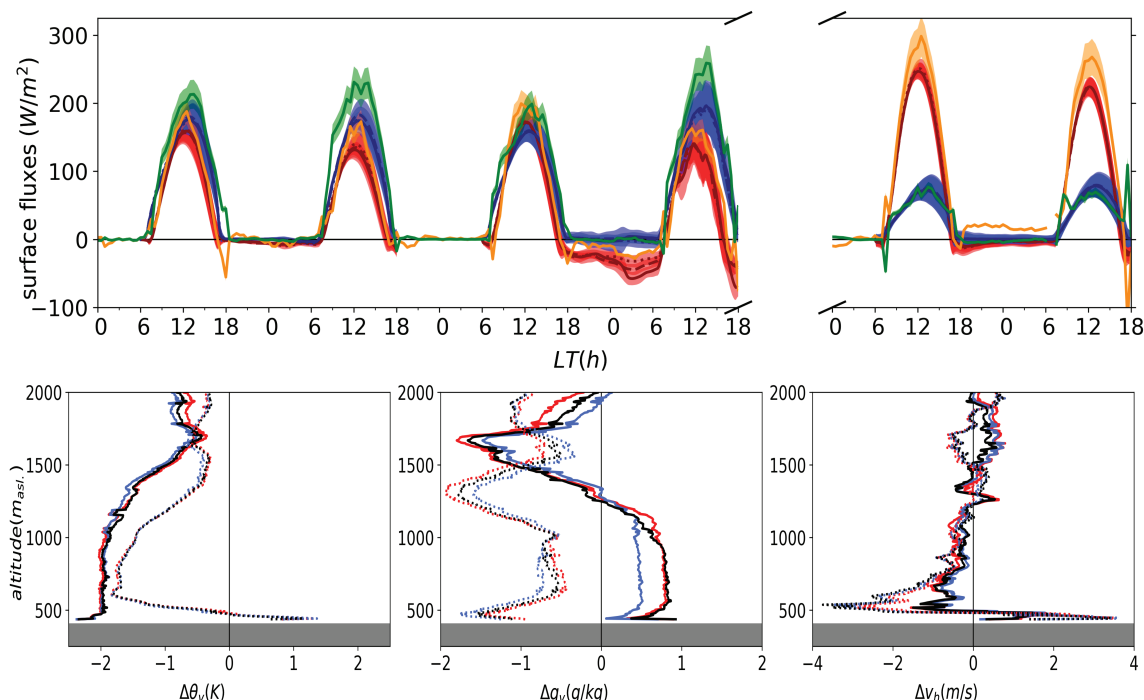 300
200
100
0
−100
surface fluxes (W/m²)
0 6 12 18 0 6 12 18 0 6 12 18 0 6 12 18 0 6 12 18 0 6 12 18
LT(h)
2000 2000 2000
1500 1500 1500
1000 1000 1000
500 500 500
altitude(m_asl.)
−2 −1 0 1 2 −2 −1 0 1 2 −4 −2 0 2 4
Δθ_v(K) Δq_v(g/kg) Δv_h(m/s)